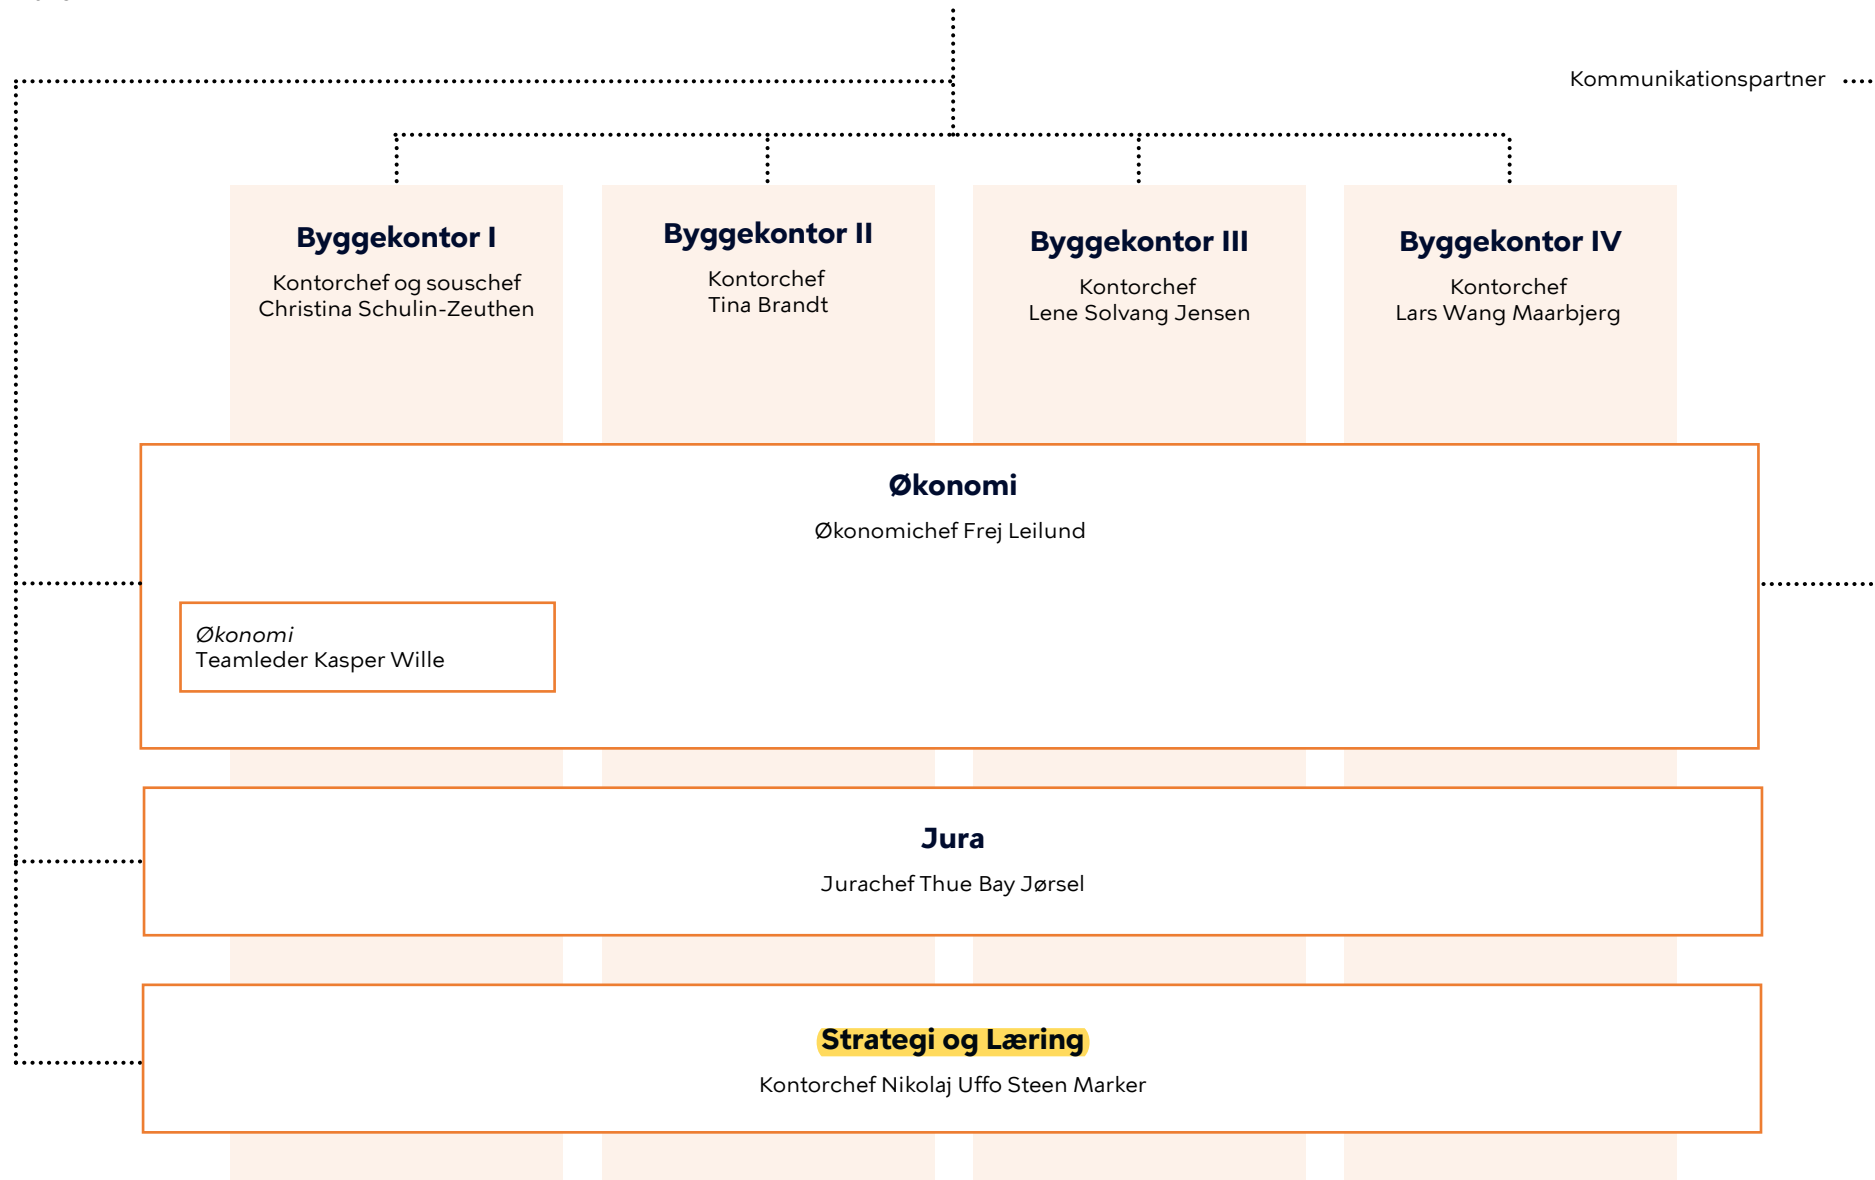 Kommunikationspartner
Byggekontor I
Kontorchef og souschef
Christina Schulin-Zeuthen
Byggekontor II
Kontorchef
Tina Brandt
Byggekontor III
Kontorchef
Lene Solvang Jensen
Byggekontor IV
Kontorchef
Lars Wang Maarbjerg
Økonomi
Økonomichef Frej Leilund
Økonomi
Teamleder Kasper Wille
Jura
Jurachef Thue Bay Jørsel
Strategi og Læring
Kontorchef Nikolaj Uffo Steen Marker